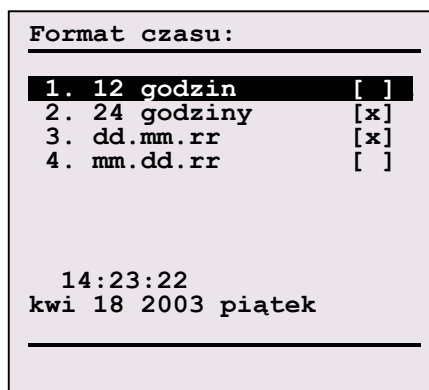 Format czasu:
1. 12 godzin [ ]
2. 24 godziny [x]
3. dd.mm.rr [x]
4. mm.dd.rr [ ]
14:23:22
kwi 18 2003 piątek